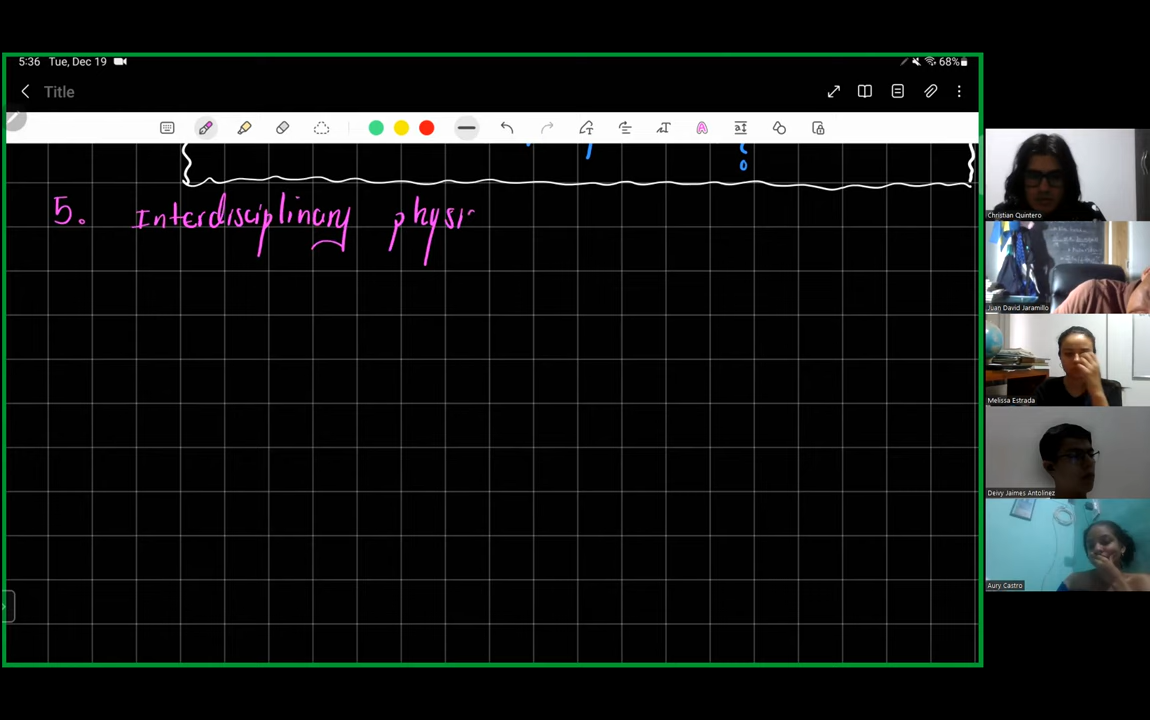 5:36 Tue, Dec 19
68%
Title
5. Interdisciplinary physi
Christian Quintero
Juan David Jaramillo
Melissa Estrada
Deivy Jaimes Antolinez
Aury Castro